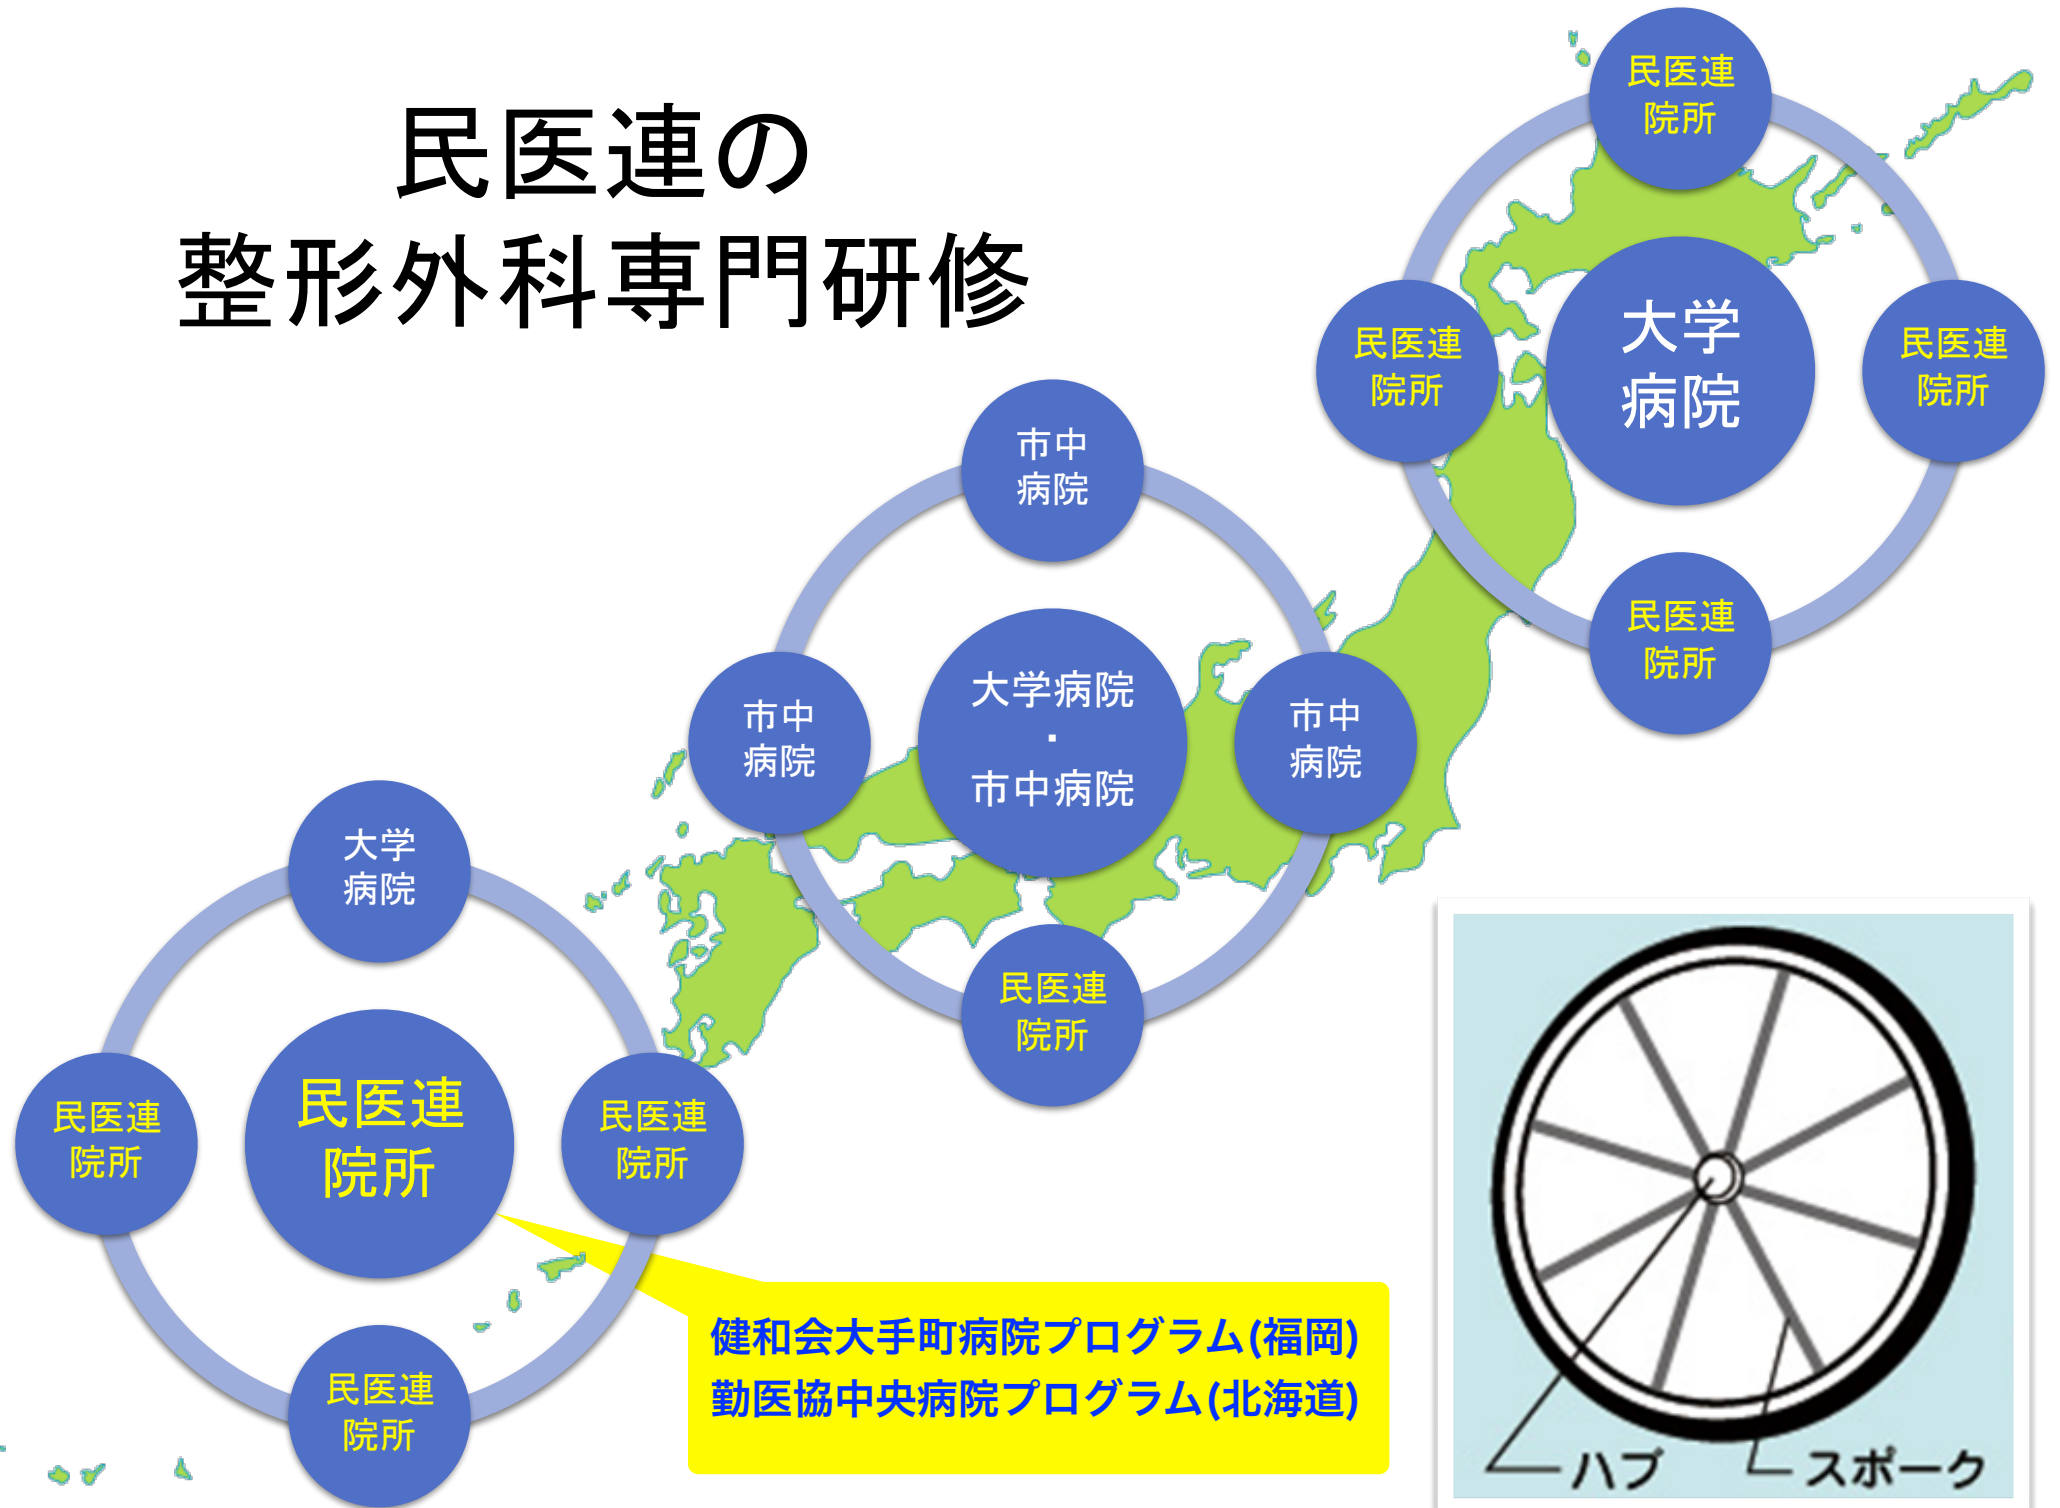 民医連の
整形外科専門研修
民医連
院所
民医連
院所
大学
病院
民医連
院所
民医連
院所
市中
病院
市中
病院
大学病院
・
市中病院
市中
病院
民医連
院所
大学
病院
民医連
院所
民医連
院所
民医連
院所
民医連
院所
健和会大手町病院プログラム(福岡)
勤医協中央病院プログラム(北海道)
ハブ
スポーク